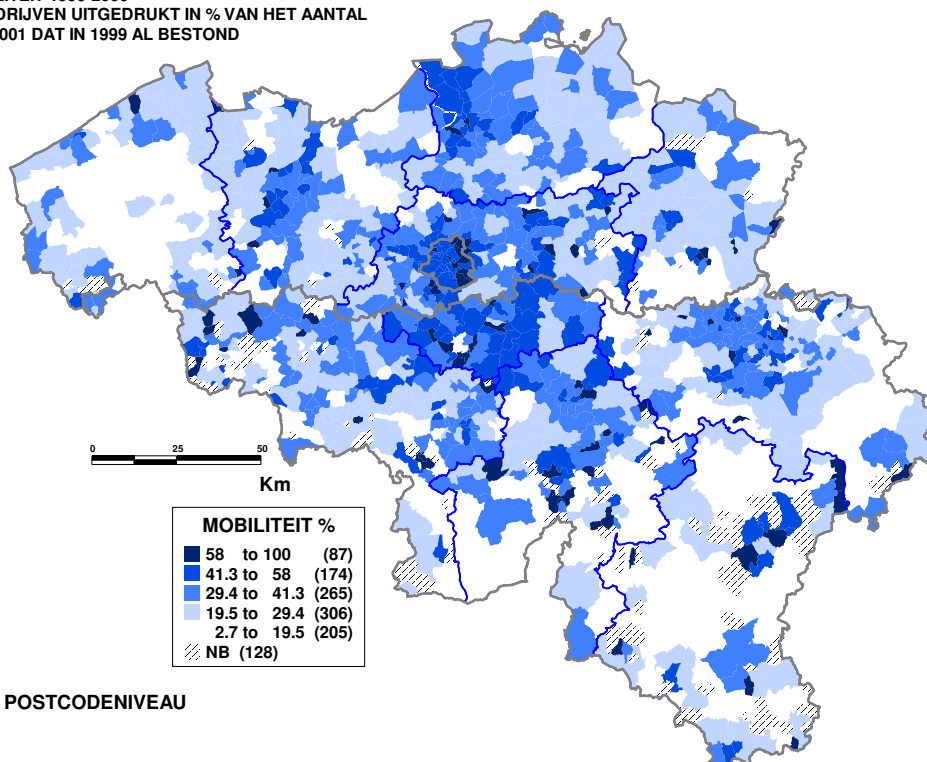 DRIJVEN UITGEDRUKT IN % VAN HET AANTAL
001 DAT IN 1999 AL BESTOND
0 25 50
Km
MOBILITEIT %
58 to 100 (87)
41.3 to 58 (174)
29.4 to 41.3 (265)
19.5 to 29.4 (306)
2.7 to 19.5 (205)
NB (128)
POSTCODENIVEAU